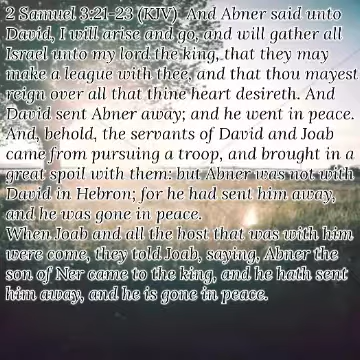 2 Samuel 3:21-23 (KJV)  And Abner said unto
David, I will arise and go, and will gather all
Israel unto my lord the king, that they may
make a league with thee, and that thou mayest
reign over all that thine heart desireth. And
David sent Abner away; and he went in peace.
And, behold, the servants of David and Joab
came from pursuing a troop, and brought in a
great spoil with them: but Abner was not with
David in Hebron; for he had sent him away,
and he was gone in peace.
When Joab and all the host that was with him
were come, they told Joab, saying, Abner the
son of Ner came to the king, and he hath sent
him away, and he is gone in peace.